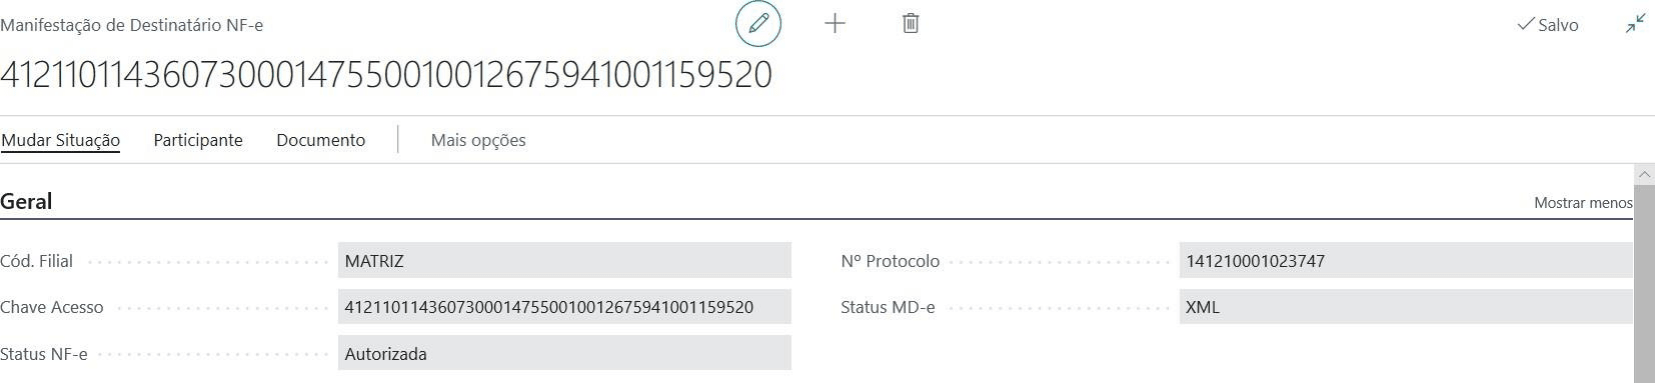 Manifestação de Destinatário NF-e
Salvo
41211011436073000147550010012675941001159520
Mudar Situação Participante Documento Mais opções
Geral
Mostrar menos
Cód. Filial MATRIZ Nº Protocolo 141210001023747
Chave Acesso 41211011436073000147550010012675941001159520 Status MD-e XML
Status NF-e Autorizada